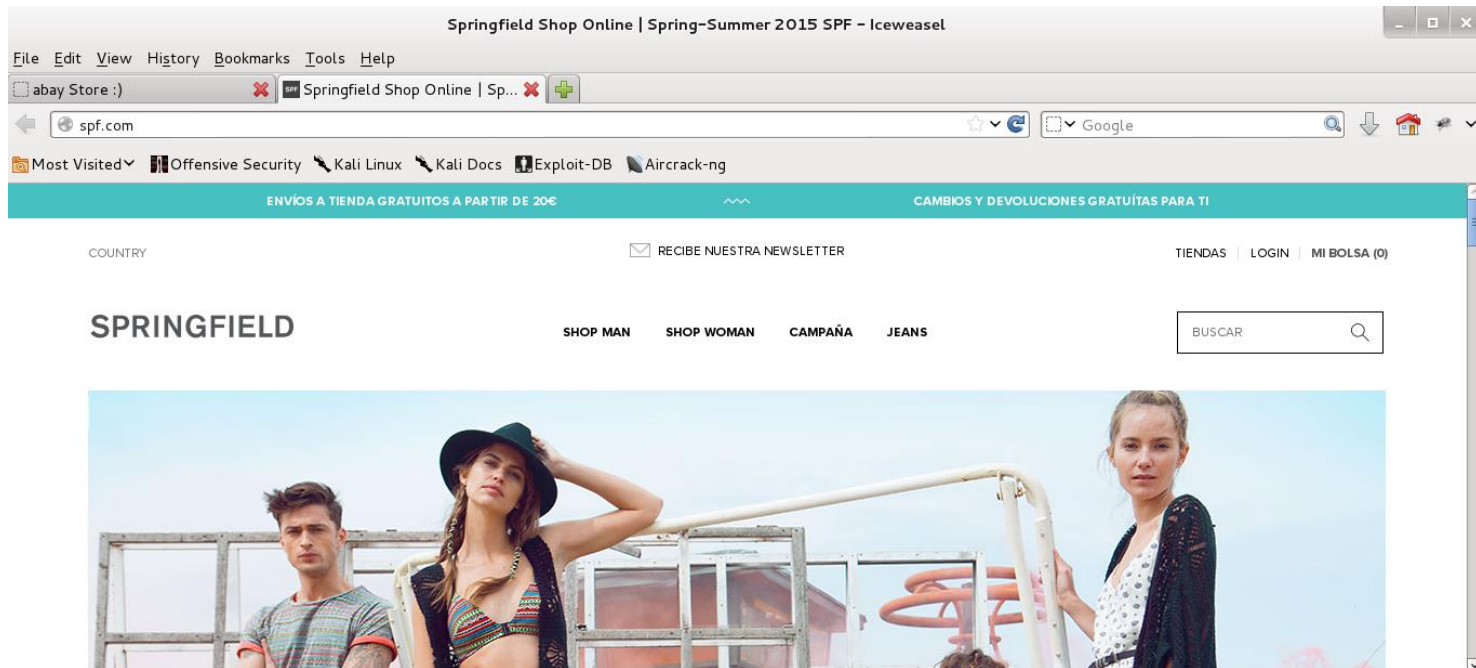 Springfield Shop Online | Spring-Summer 2015 SPF - Iceweasel
File Edit View History Bookmarks Tools Help
abay Store :) SPF Springfield Shop Online | Sp...
spf.com Google
Most Visited Offensive Security Kali Linux Kali Docs Exploit-DB Aircrack-ng
ENVÍOS A TIENDA GRATUITOS A PARTIR DE 20€ CAMBIOS Y DEVOLUCIONES GRATUÍTAS PARA TI
COUNTRY RECIBE NUESTRA NEWSLETTER TIENDAS LOGIN MI BOLSA (0)
SPRINGFIELD SHOP MAN SHOP WOMAN CAMPAÑA JEANS BUSCAR